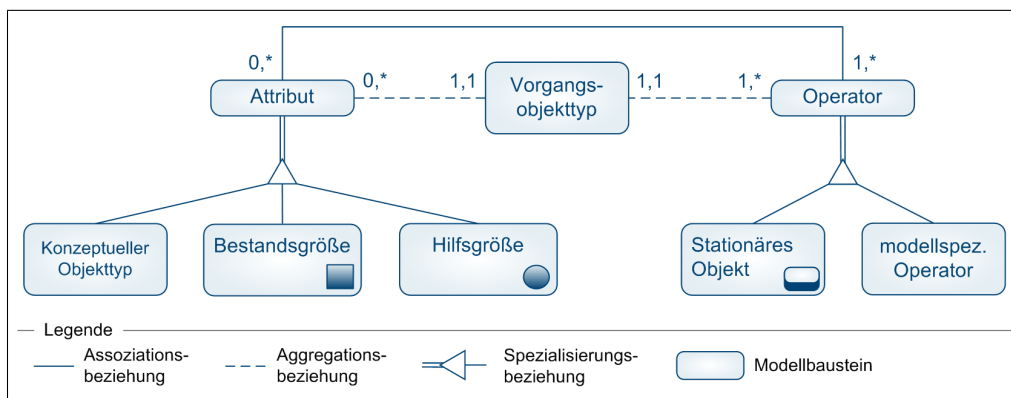 0,*
1,*
Attribut
0,*
1,1
Vorgangs-
objekttyp
1,1
1,*
Operator
Konzeptueller
Objekttyp
Bestandsgröße
Hilfsgröße
Stationäres
Objekt
modellspez.
Operator
Legende
Assoziations-
beziehung
Aggregations-
beziehung
Spezialisierungs-
beziehung
Modellbaustein